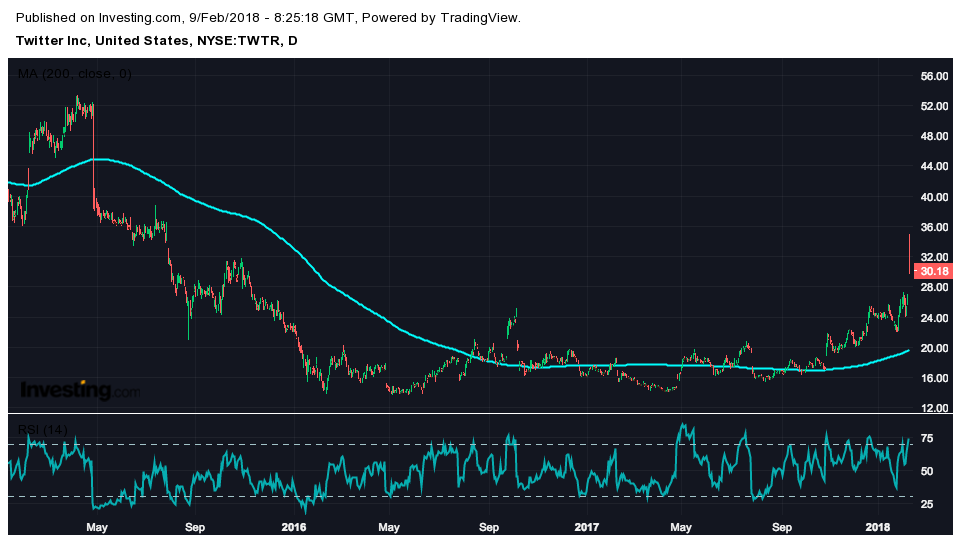 Published on Investing.com, 9/Feb/2018 - 8:25:18 GMT, Powered by TradingView.
Twitter Inc, United States, NYSE:TWTR, D
MA (200, close, 0)
56.00
52.00
48.00
44.00
40.00
36.00
32.00
30.18
28.00
24.00
20.00
16.00
12.00
Investing.com
RSI (14)
75
50
25
May Sep 2016 May Sep 2017 May Sep 2018